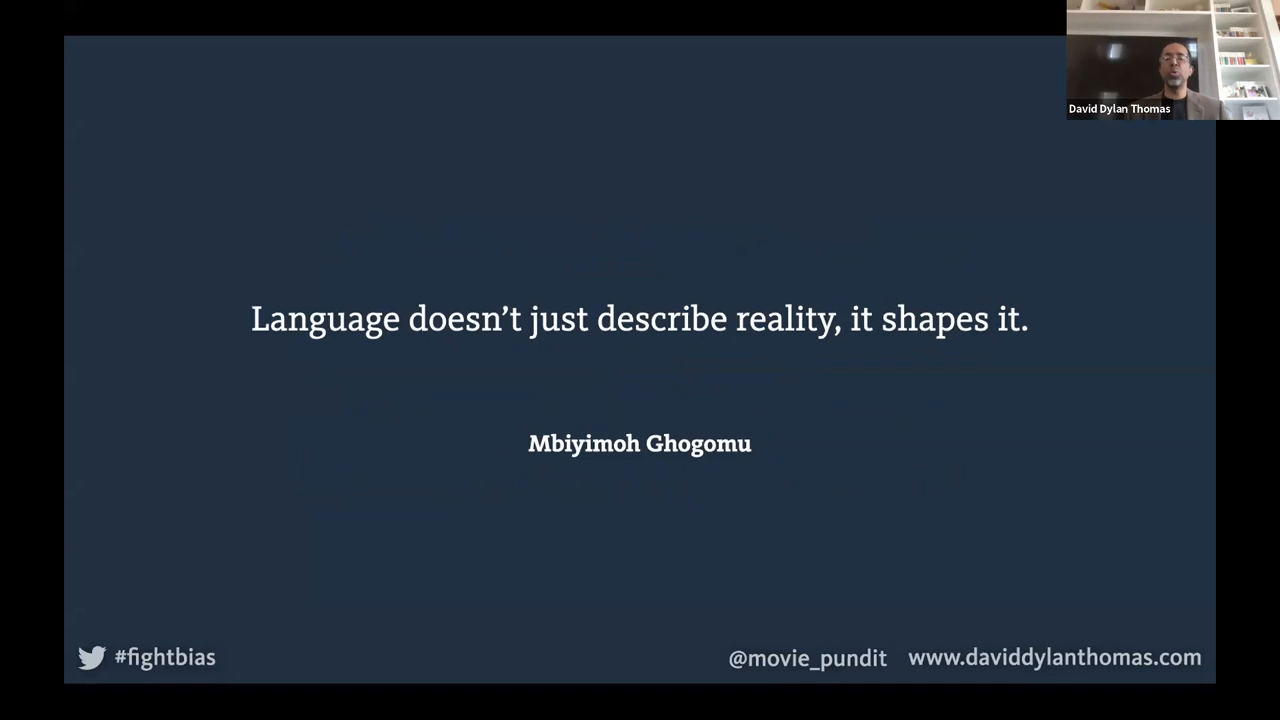 David Dylan Thomas
Language doesn’t just describe reality, it shapes it.
Mbiyimoh Ghogomu
#fightbias
@movie_pundit www.daviddylanthomas.com